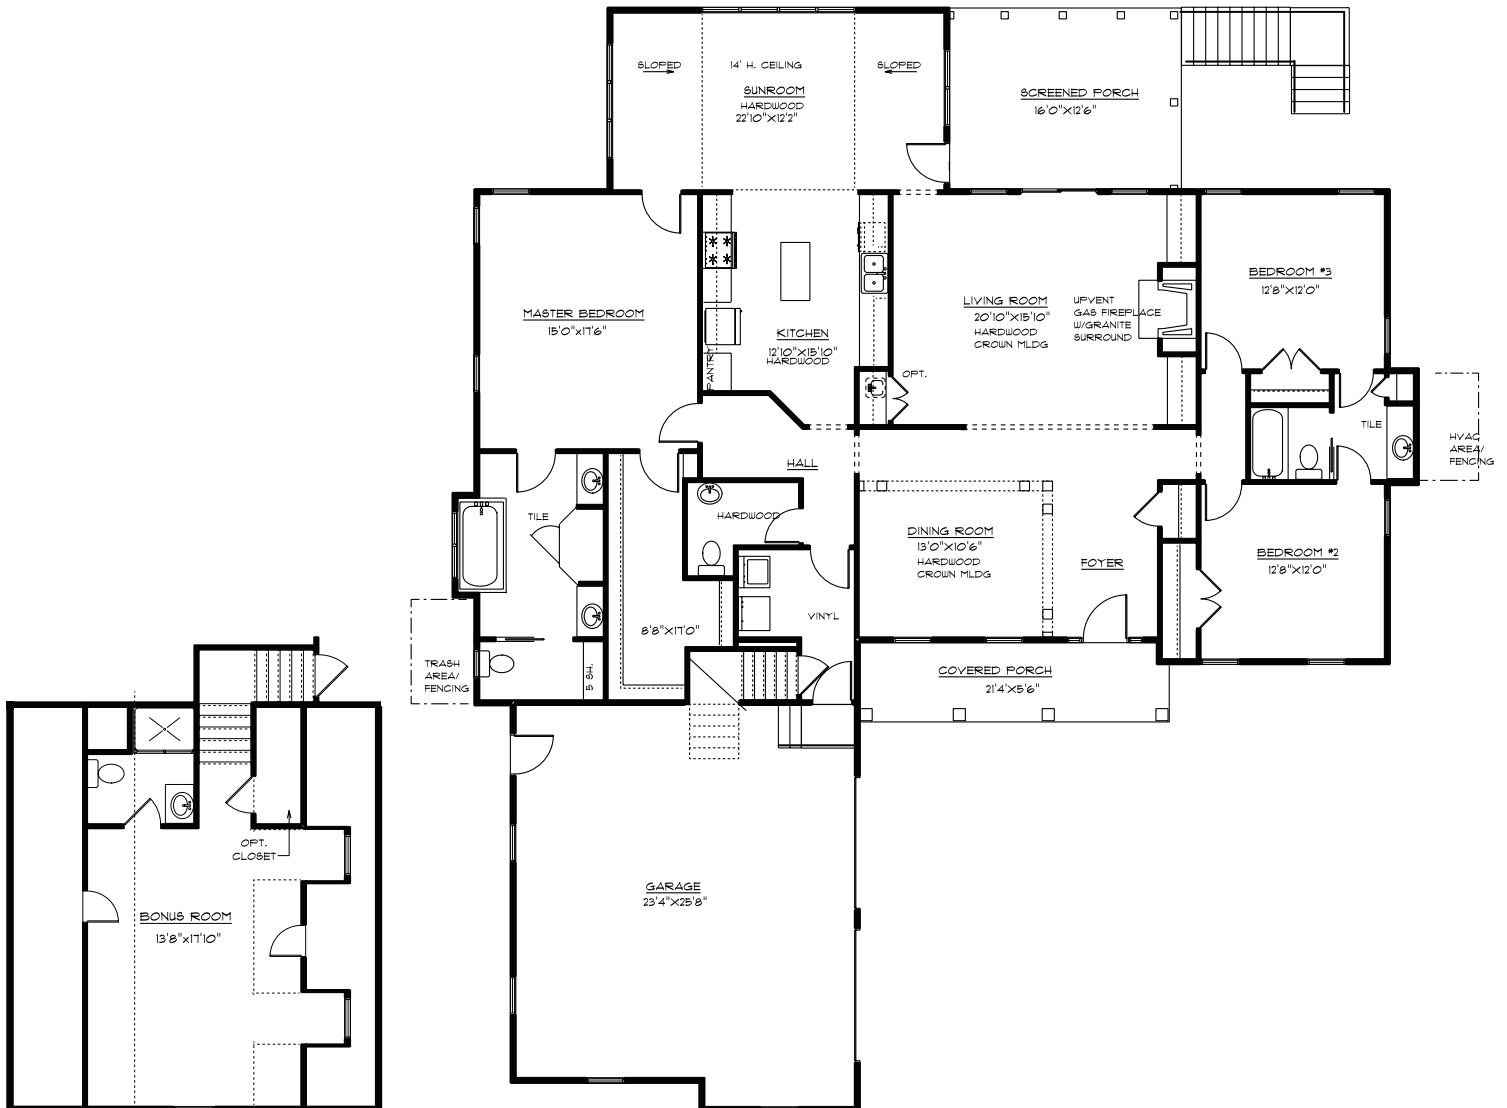 SLOPED
14' H. CEILING
SLOPED
SUNROOM
HARDWOOD
22'10"X12'2"
SCREENED PORCH
16'0"X12'6"
MASTER BEDROOM
15'0"x17'6"
KITCHEN
12'10"X15'10"
HARDWOOD
PANTRY
LIVING ROOM
20'10"X15'10"
HARDWOOD
CROWN MLDG
UPVENT
GAS FIREPLACE
W/GRANITE
SURROUND
BEDROOM #3
12'8"X12'0"
OPT.
TILE
HVAC
AREA/
FENCING
HALL
TILE
HARDWOOD
DINING ROOM
13'0"X10'6"
HARDWOOD
CROWN MLDG
FOYER
BEDROOM #2
12'8"X12'0"
8'8"X17'0"
VINYL
TRASH
AREA/
FENCING
5 SH.
COVERED PORCH
21'4"X5'6"
OPT.
CLOSET
GARAGE
23'4"X25'8"
BONUS ROOM
13'8"x17'10"